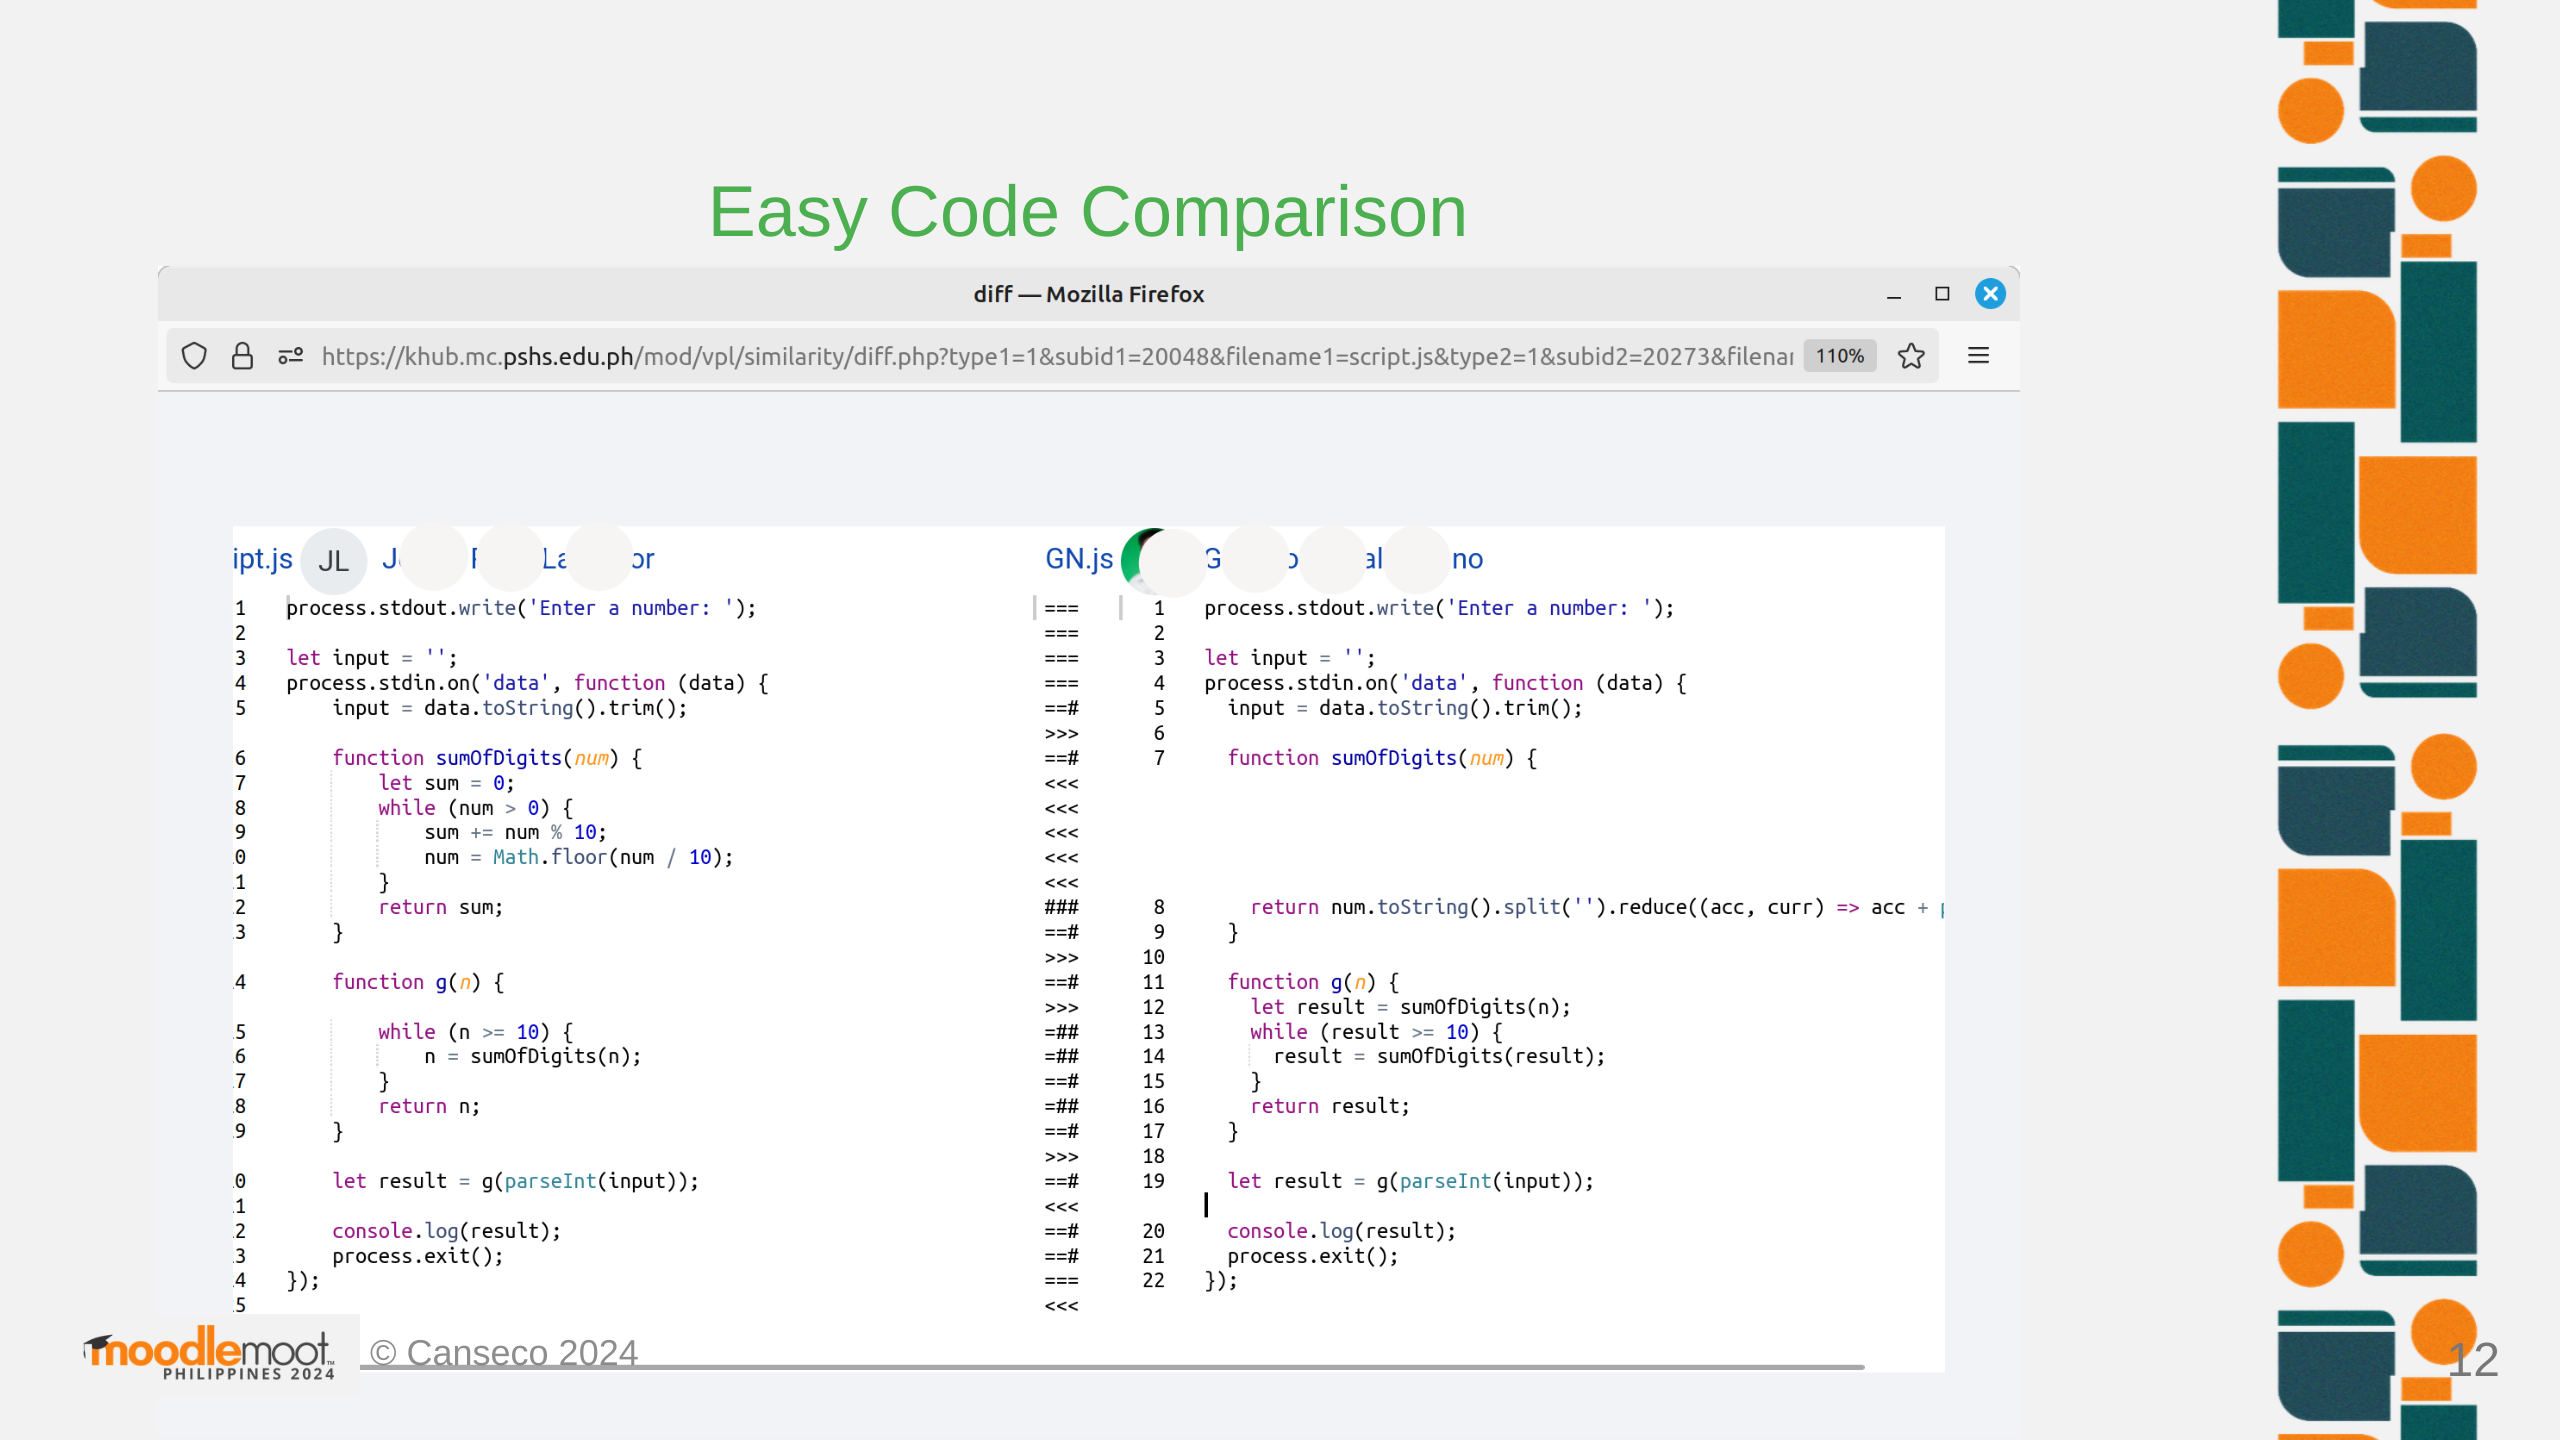 Easy Code Comparison
diff — Mozilla Firefox
https://khub.mc.pshs.edu.ph/mod/vpl/similarity/diff.php?type1=1&subid1=20048&filename1=script.js&type2=1&subid2=20273&filenar 110%
ipt.js JL GN.js
1 process.stdout.write('Enter a number: '); === 1 process.stdout.write('Enter a number: ');
2 === 2
3 let input = ''; === 3 let input = '';
4 process.stdin.on('data', function (data) { === 4 process.stdin.on('data', function (data) {
5 input = data.toString().trim(); ==# 5 input = data.toString().trim();
>>> 6
6 function sumOfDigits(num) { ==# 7 function sumOfDigits(num) {
7 let sum = 0; <<<
8 while (num > 0) { <<<
9 sum += num % 10; <<<
0 num = Math.floor(num / 10); <<<
1 } <<<
2 return sum; ### 8 return num.toString().split('').reduce((acc, curr) => acc +
3 } ==# 9 }
>>> 10
4 function g(n) { ==# 11 function g(n) {
>>> 12 let result = sumOfDigits(n);
5 while (n >= 10) { =## 13 while (result >= 10) {
6 n = sumOfDigits(n); =## 14 result = sumOfDigits(result);
7 } ==# 15 }
8 return n; =## 16 return result;
9 } ==# 17 }
>>> 18
0 let result = g(parseInt(input)); ==# 19 let result = g(parseInt(input));
1 <<<
2 console.log(result); ==# 20 console.log(result);
3 process.exit(); ==# 21 process.exit();
4 }); === 22 });
5 <<<
moodlemoot™
PHILIPPINES 2024
© Canseco 2024
12